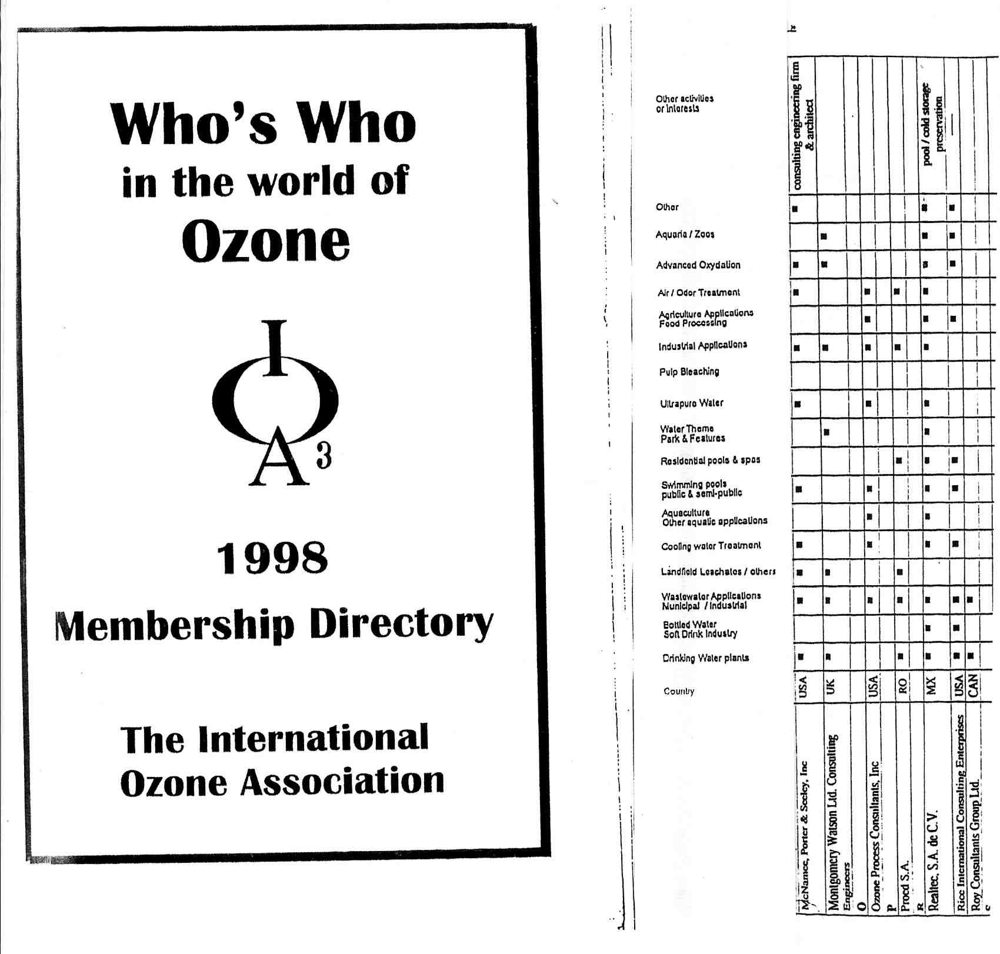 Who's Who
in the world of
Ozone
I
O
A 3
1998
Membership Directory
The International
Ozone Association
Other activities
or Interests
Other
Aquaria / Zoos
Advanced Oxydation
Air / Odor Treatment
Agriculture Applications
Food Processing
Industrial Applications
Pulp Bleaching
Ultrapure Water
Water Theme
Park & Features
Residential pools & spas
Swimming pools
public & semi-public
Aquaculture
Other aquatic applications
Cooling water Treatment
Landfield Leachates / others
Wastewater Applications
Municipal / Industrial
Bottled Water
Soft Drink Industry
Drinking Water plants
Country
McNamee, Porter & Seeley, Inc
USA
consulting engineering firm
& architect
Montgomery Watson Ltd. Consulting
Engineers
UK
O
Ozone Process Consultants, Inc
USA
P
Proed S.A.
RO
R
Realtec, S.A. de C.V.
MX
pool / cold storage
preservation
Rice International Consulting Enterprises
USA
Roy Consultants Group Ltd.
CAN